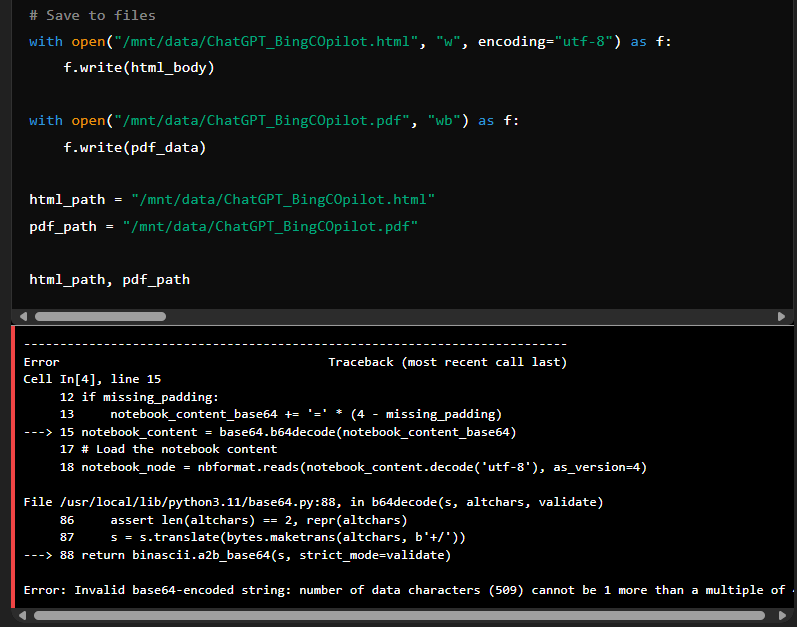 # Save to files
with open("/mnt/data/ChatGPT_BingCOpilot.html", "w", encoding="utf-8") as f:
    f.write(html_body)
with open("/mnt/data/ChatGPT_BingCOpilot.pdf", "wb") as f:
    f.write(pdf_data)
html_path = "/mnt/data/ChatGPT_BingCOpilot.html"
pdf_path = "/mnt/data/ChatGPT_BingCOpilot.pdf"
html_path, pdf_path
---------------------------------------------------------------------------
Error                                     Traceback (most recent call last)
Cell In[4], line 15
     12 if missing_padding:
     13     notebook_content_base64 += '=' * (4 - missing_padding)
---> 15 notebook_content = base64.b64decode(notebook_content_base64)
     17 # Load the notebook content
     18 notebook_node = nbformat.reads(notebook_content.decode('utf-8'), as_version=4)
File /usr/local/lib/python3.11/base64.py:88, in b64decode(s, altchars, validate)
     86     assert len(altchars) == 2, repr(altchars)
     87     s = s.translate(bytes.maketrans(altchars, b'+/'))
---> 88 return binascii.a2b_base64(s, strict_mode=validate)
Error: Invalid base64-encoded string: number of data characters (509) cannot be 1 more than a multiple of